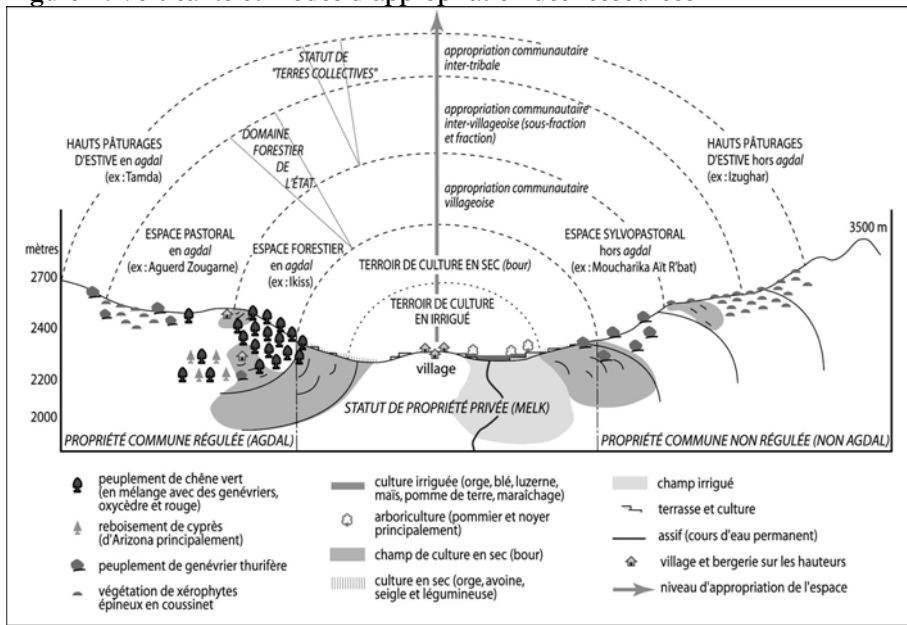 Figure et modes d'appropriation des ressources
STATUT DE
"TERRES COLLECTIVES"
appropriation communautaire
inter-tribale
HAUTS PÂTURAGES
D'ESTIVE en agdal
(ex : Tamda)
DOMAINE
FORESTIER
DE
L'ÉTAT
appropriation communautaire
inter-villageoise (sous-fraction
et fraction)
HAUTS PÂTURAGES
D'ESTIVE hors agdal
(ex : Izughar)
appropriation communautaire
villageoise
ESPACE PASTORAL
en agdal
(ex : Aguerd Zougarne)
ESPACE FORESTIER
en agdal
(ex : Ikiss)
ESPACE SYLVOPASTORAL
hors agdal
(ex : Moucharika Aït R'bat)
3500 m
mètres
2700
2400
2200
2000
TERROIR DE CULTURE EN SEC (bour)
TERROIR DE CULTURE
EN IRRIGUÉ
village
STATUT DE PROPRIÉTÉ PRIVÉE (MELK)
PROPRIÉTÉ COMMUNE RÉGULÉE (AGDAL)
PROPRIÉTÉ COMMUNE NON RÉGULÉE (NON AGDAL)
peuplement de chêne vert
(en mélange avec des genévriers,
oxycèdre et rouge)
reboisement de cyprès
(d'Arizona principalement)
peuplement de genévrier thurifère
végétation de xérophytes
épineux en coussinet
culture irriguée (orge, blé, luzerne,
maïs, pomme de terre, maraîchage)
arboriculture (pommier et noyer
principalement)
champ de culture en sec (bour)
culture en sec (orge, avoine,
seigle et légumineuse)
champ irrigué
terrasse et culture
assif (cours d'eau permanent)
village et bergerie sur les hauteurs
niveau d'appropriation de l'espace